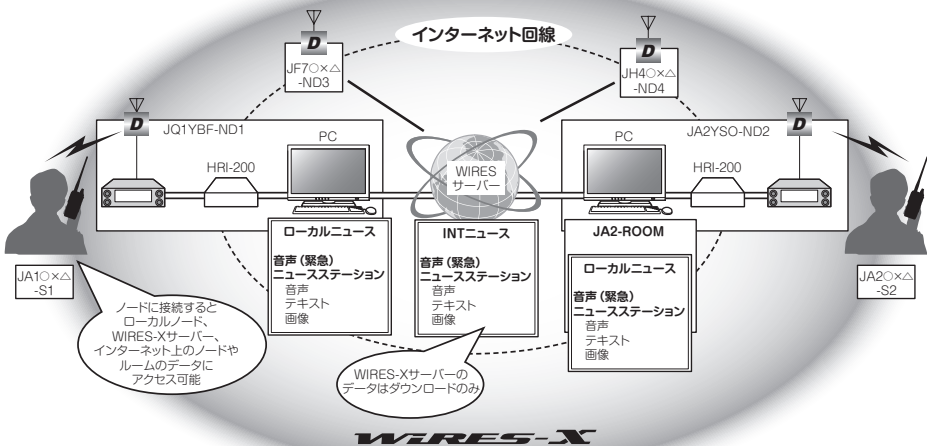 インターネット回線
D
JF7○×△
-ND3
D
JH4○×△
-ND4
D
JQ1YBF-ND1
PC
HRI-200
WIRES
サーバー
PC
JA2YSO-ND2
D
HRI-200
JA1○×△
-S1
JA2○×△
-S2
ローカルニュース
音声（緊急）
ニュースステーション
音声
テキスト
画像
INTニュース
音声（緊急）
ニュースステーション
音声
テキスト
画像
JA2-ROOM
ローカルニュース
音声（緊急）
ニュースステーション
音声
テキスト
画像
ノードに接続すると
ローカルノード、
WIRES-Xサーバー、
インターネット上のノードや
ルームのデータに
アクセス可能
WIRES-Xサーバーの
データはダウンロードのみ
WIRES-X